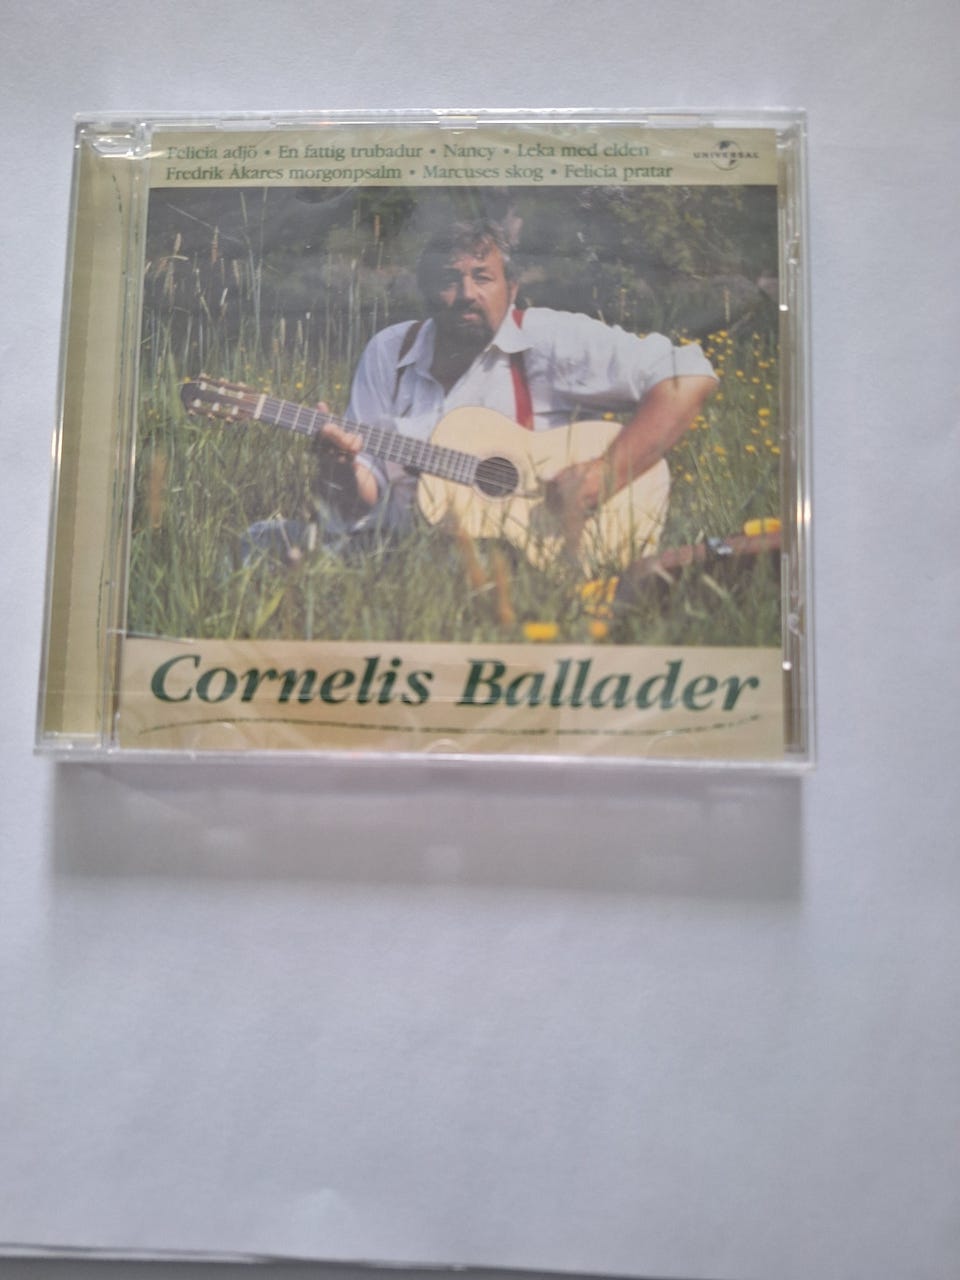 Felicia adjö • En fattig trubadur • Nancy • Leka med elden
Fredrik Åkares morgonpsalm • Marcuses skog • Felicia pratar
UNIVERSAL
Cornelis Ballader